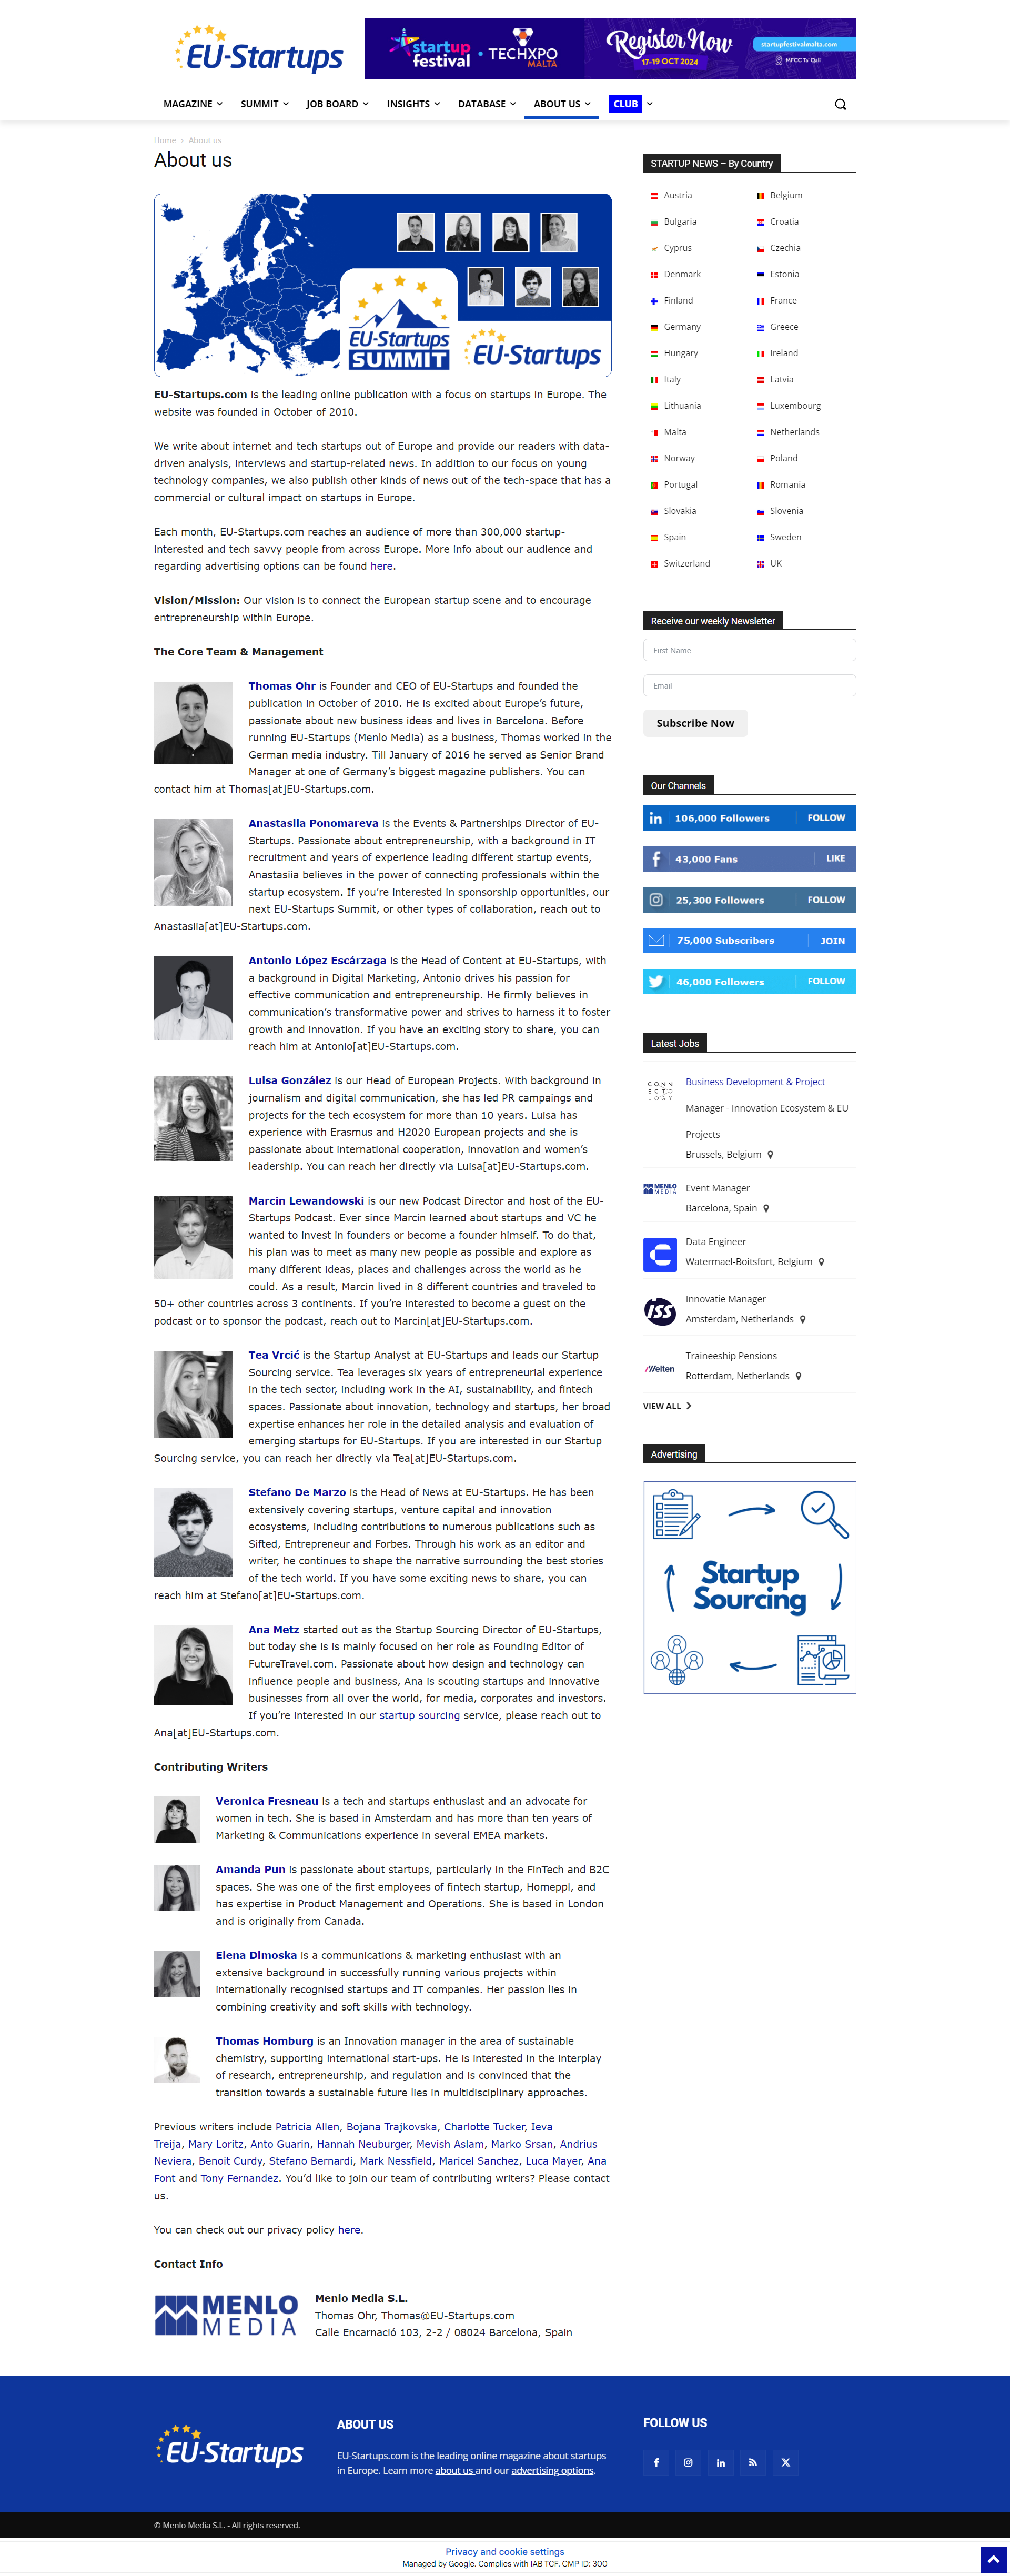 EU-Startups
startup festival
TECHXPO MALTA
Register Now
17-19 OCT 2024
startupfestivalmalta.com
MFCC Ta' Qali
MAGAZINE
SUMMIT
JOB BOARD
INSIGHTS
DATABASE
ABOUT US
CLUB
Home › About us
About us
EU-Startups
SUMMIT
EU-Startups
EU-Startups.com is the leading online publication with a focus on startups in Europe. The
website was founded in October of 2010.
We write about internet and tech startups out of Europe and provide our readers with data-
driven analysis, interviews and startup-related news. In addition to our focus on young
technology companies, we also publish other kinds of news out of the tech-space that has a
commercial or cultural impact on startups in Europe.
Each month, EU-Startups.com reaches an audience of more than 300,000 startup-
interested and tech savvy people from across Europe. More info about our audience and
regarding advertising options can be found here.
Vision/Mission: Our vision is to connect the European startup scene and to encourage
entrepreneurship within Europe.
The Core Team & Management
Thomas Ohr is Founder and CEO of EU-Startups and founded the
publication in October of 2010. He is excited about Europe's future,
passionate about new business ideas and lives in Barcelona. Before
running EU-Startups (Menlo Media) as a business, Thomas worked in the
German media industry. Till January of 2016 he served as Senior Brand
Manager at one of Germany's biggest magazine publishers. You can
contact him at Thomas[at]EU-Startups.com.
Anastasiia Ponomareva is the Events & Partnerships Director of EU-
Startups. Passionate about entrepreneurship, with a background in IT
recruitment and years of experience leading different startup events,
Anastasiia believes in the power of connecting professionals within the
startup ecosystem. If you're interested in sponsorship opportunities, our
next EU-Startups Summit, or other types of collaboration, reach out to
Anastasiia[at]EU-Startups.com.
Antonio López Escárzaga is the Head of Content at EU-Startups, with
a background in Digital Marketing, Antonio drives his passion for
effective communication and entrepreneurship. He firmly believes in
communication's transformative power and strives to harness it to foster
growth and innovation. If you have an exciting story to share, you can
reach him at Antonio[at]EU-Startups.com.
Luisa González is our Head of European Projects. With background in
journalism and digital communication, she has led PR campaings and
projects for the tech ecosystem for more than 10 years. Luisa has
experience with Erasmus and H2020 European projects and she is
passionate about international cooperation, innovation and women's
leadership. You can reach her directly via Luisa[at]EU-Startups.com.
Marcin Lewandowski is our new Podcast Director and host of the EU-
Startups Podcast. Ever since Marcin learned about startups and VC he
wanted to invest in founders or become a founder himself. To do that,
his plan was to meet as many new people as possible and explore as
many different ideas, places and challenges across the world as he
could. As a result, Marcin lived in 8 different countries and traveled to
50+ other countries across 3 continents. If you're interested to become a guest on the
podcast or to sponsor the podcast, reach out to Marcin[at]EU-Startups.com.
Tea Vrcić is the Startup Analyst at EU-Startups and leads our Startup
Sourcing service. Tea leverages six years of entrepreneurial experience
in the tech sector, including work in the AI, sustainability, and fintech
spaces. Passionate about innovation, technology and startups, her broad
expertise enhances her role in the detailed analysis and evaluation of
emerging startups for EU-Startups. If you are interested in our Startup
Sourcing service, you can reach her directly via Tea[at]EU-Startups.com.
Stefano De Marzo is the Head of News at EU-Startups. He has been
extensively covering startups, venture capital and innovation
ecosystems, including contributions to numerous publications such as
Sifted, Entrepreneur and Forbes. Through his work as an editor and
writer, he continues to shape the narrative surrounding the best stories
of the tech world. If you have some exciting news to share, you can
reach him at Stefano[at]EU-Startups.com.
Ana Metz started out as the Startup Sourcing Director of EU-Startups,
but today she is is mainly focused on her role as Founding Editor of
FutureTravel.com. Passionate about how design and technology can
influence people and business, Ana is scouting startups and innovative
businesses from all over the world, for media, corporates and investors.
If you're interested in our startup sourcing service, please reach out to
Ana[at]EU-Startups.com.
Contributing Writers
Veronica Fresneau is a tech and startups enthusiast and an advocate for
women in tech. She is based in Amsterdam and has more than ten years of
Marketing & Communications experience in several EMEA markets.
Amanda Pun is passionate about startups, particularly in the FinTech and B2C
spaces. She was one of the first employees of fintech startup, Homeppl, and
has expertise in Product Management and Operations. She is based in London
and is originally from Canada.
Elena Dimoska is a communications & marketing enthusiast with an
extensive background in successfully running various projects within
internationally recognised startups and IT companies. Her passion lies in
combining creativity and soft skills with technology.
Thomas Homburg is an Innovation manager in the area of sustainable
chemistry, supporting international start-ups. He is interested in the interplay
of research, entrepreneurship, and regulation and is convinced that the
transition towards a sustainable future lies in multidisciplinary approaches.
Previous writers include Patricia Allen, Bojana Trajkovska, Charlotte Tucker, Ieva
Treija, Mary Loritz, Anto Guarin, Hannah Neuburger, Mevish Aslam, Marko Srsan, Andrius
Neviera, Benoit Curdy, Stefano Bernardi, Mark Nessfield, Maricel Sanchez, Luca Mayer, Ana
Font and Tony Fernandez. You'd like to join our team of contributing writers? Please contact
us.
You can check out our privacy policy here.
Contact Info
MENLO MEDIA
Menlo Media S.L.
Thomas Ohr, Thomas@EU-Startups.com
Calle Encarnació 103, 2-2 / 08024 Barcelona, Spain
STARTUP NEWS – By Country
Austria
Belgium
Bulgaria
Croatia
Cyprus
Czechia
Denmark
Estonia
Finland
France
Germany
Greece
Hungary
Ireland
Italy
Latvia
Lithuania
Luxembourg
Malta
Netherlands
Norway
Poland
Portugal
Romania
Slovakia
Slovenia
Spain
Sweden
Switzerland
UK
Receive our weekly Newsletter
First Name
Email
Subscribe Now
Our Channels
106,000 Followers FOLLOW
43,000 Fans LIKE
25,300 Followers FOLLOW
75,000 Subscribers JOIN
46,000 Followers FOLLOW
Latest Jobs
CONN
ECTO
LOGY
Business Development & Project
Manager - Innovation Ecosystem & EU
Projects
Brussels, Belgium
MENLO MEDIA
Event Manager
Barcelona, Spain
Data Engineer
Watermael-Boitsfort, Belgium
ISS
Innovatie Manager
Amsterdam, Netherlands
Welten
Traineeship Pensions
Rotterdam, Netherlands
VIEW ALL
Advertising
Startup
Sourcing
EU-Startups
ABOUT US
EU-Startups.com is the leading online magazine about startups
in Europe. Learn more about us and our advertising options.
FOLLOW US
© Menlo Media S.L. - All rights reserved.
Privacy and cookie settings
Managed by Google. Complies with IAB TCF. CMP ID: 300